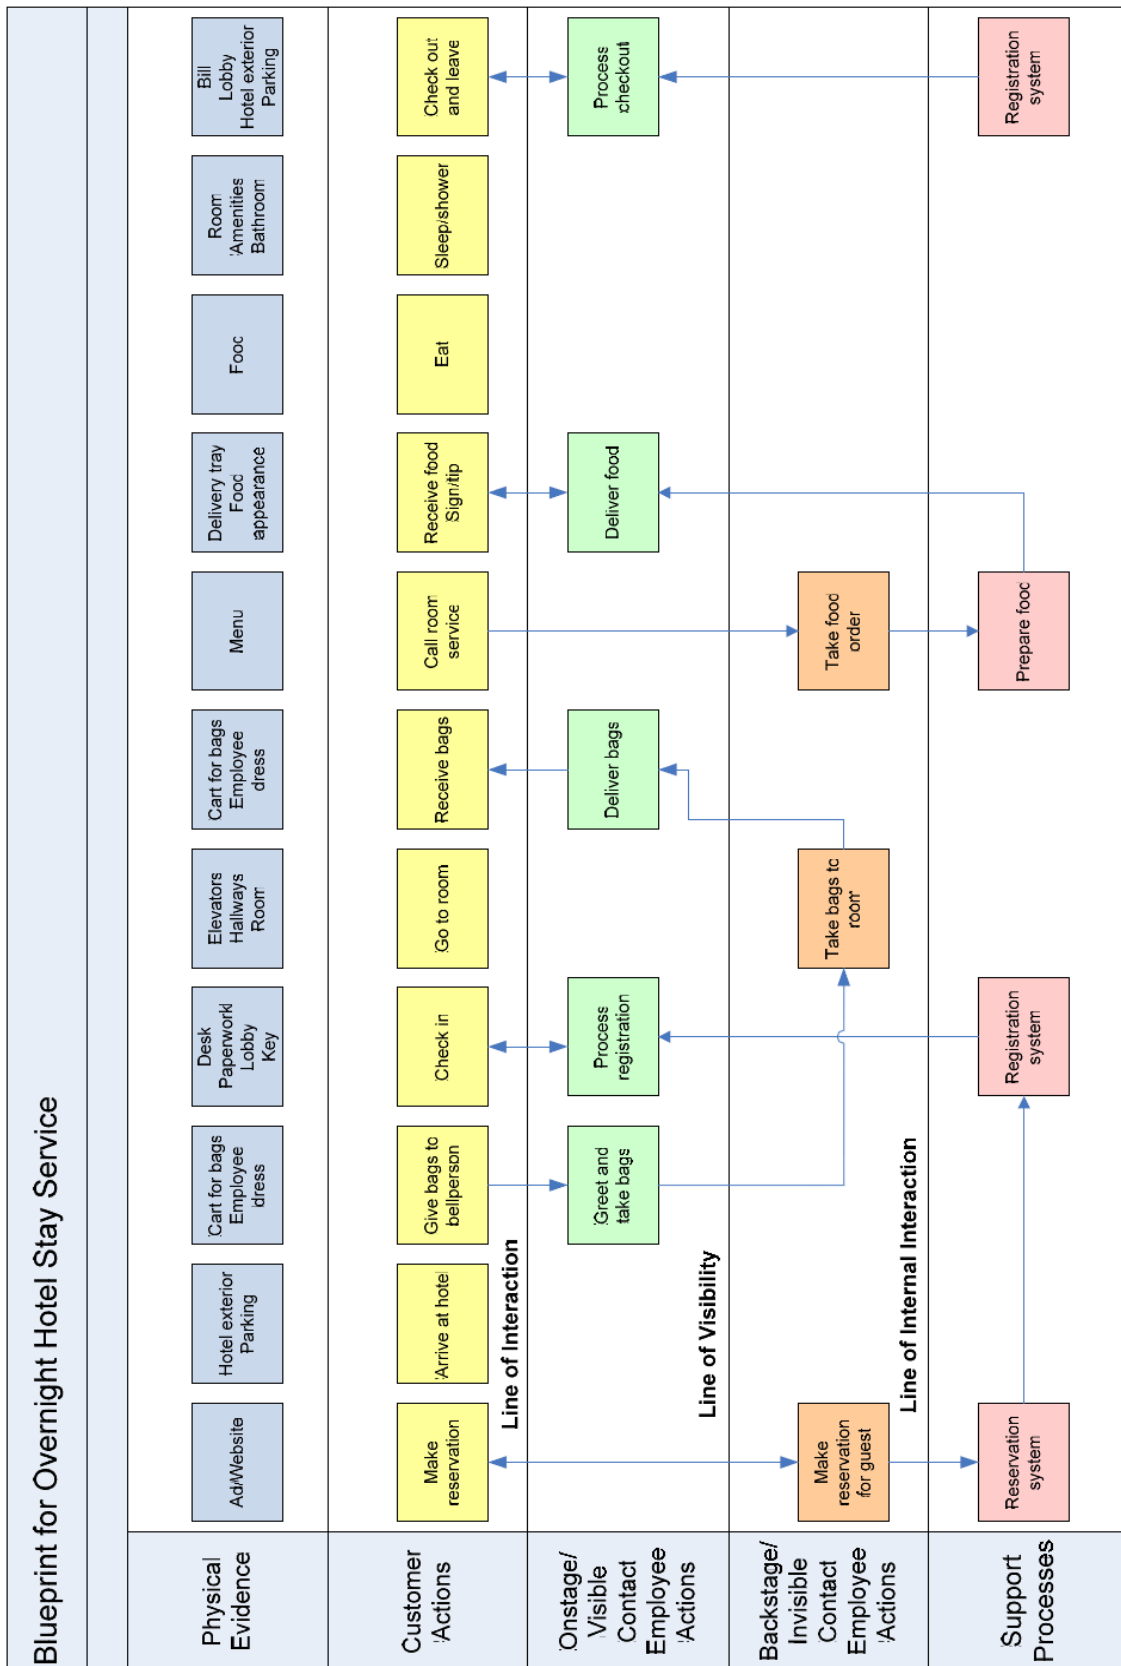 Blueprint for Overnight Hotel Stay Service
Physical
Evidence
Ad/Website
Hotel exterior
Parking
Cart for bags
Employee
dress
Desk
Paperwork
Lobby
Key
Elevators
Hallways
Room
Cart for bags
Employee
dress
Menu
Delivery tray
Food
appearance
Food
Room
Amenities
Bathroom
Bill
Lobby
Hotel exterior
Parking
Customer
Actions
Make
reservation
Arrive at hotel
Give bags to
bellperson
Check in
Go to room
Receive bags
Call room
service
Receive food
Sign/tip
Eat
Sleep/shower
Check out
and leave
Line of Interaction
Onstage/
Visible
Contact
Employee
Actions
Greet and
take bags
Process
registration
Deliver bags
Deliver food
Process
checkout
Line of Visibility
Backstage/
Invisible
Contact
Employee
Actions
Make
reservation
for guest
Take bags to
room
Take food
order
Line of Internal Interaction
Support
Processes
Reservation
system
Registration
system
Prepare food
Registration
system